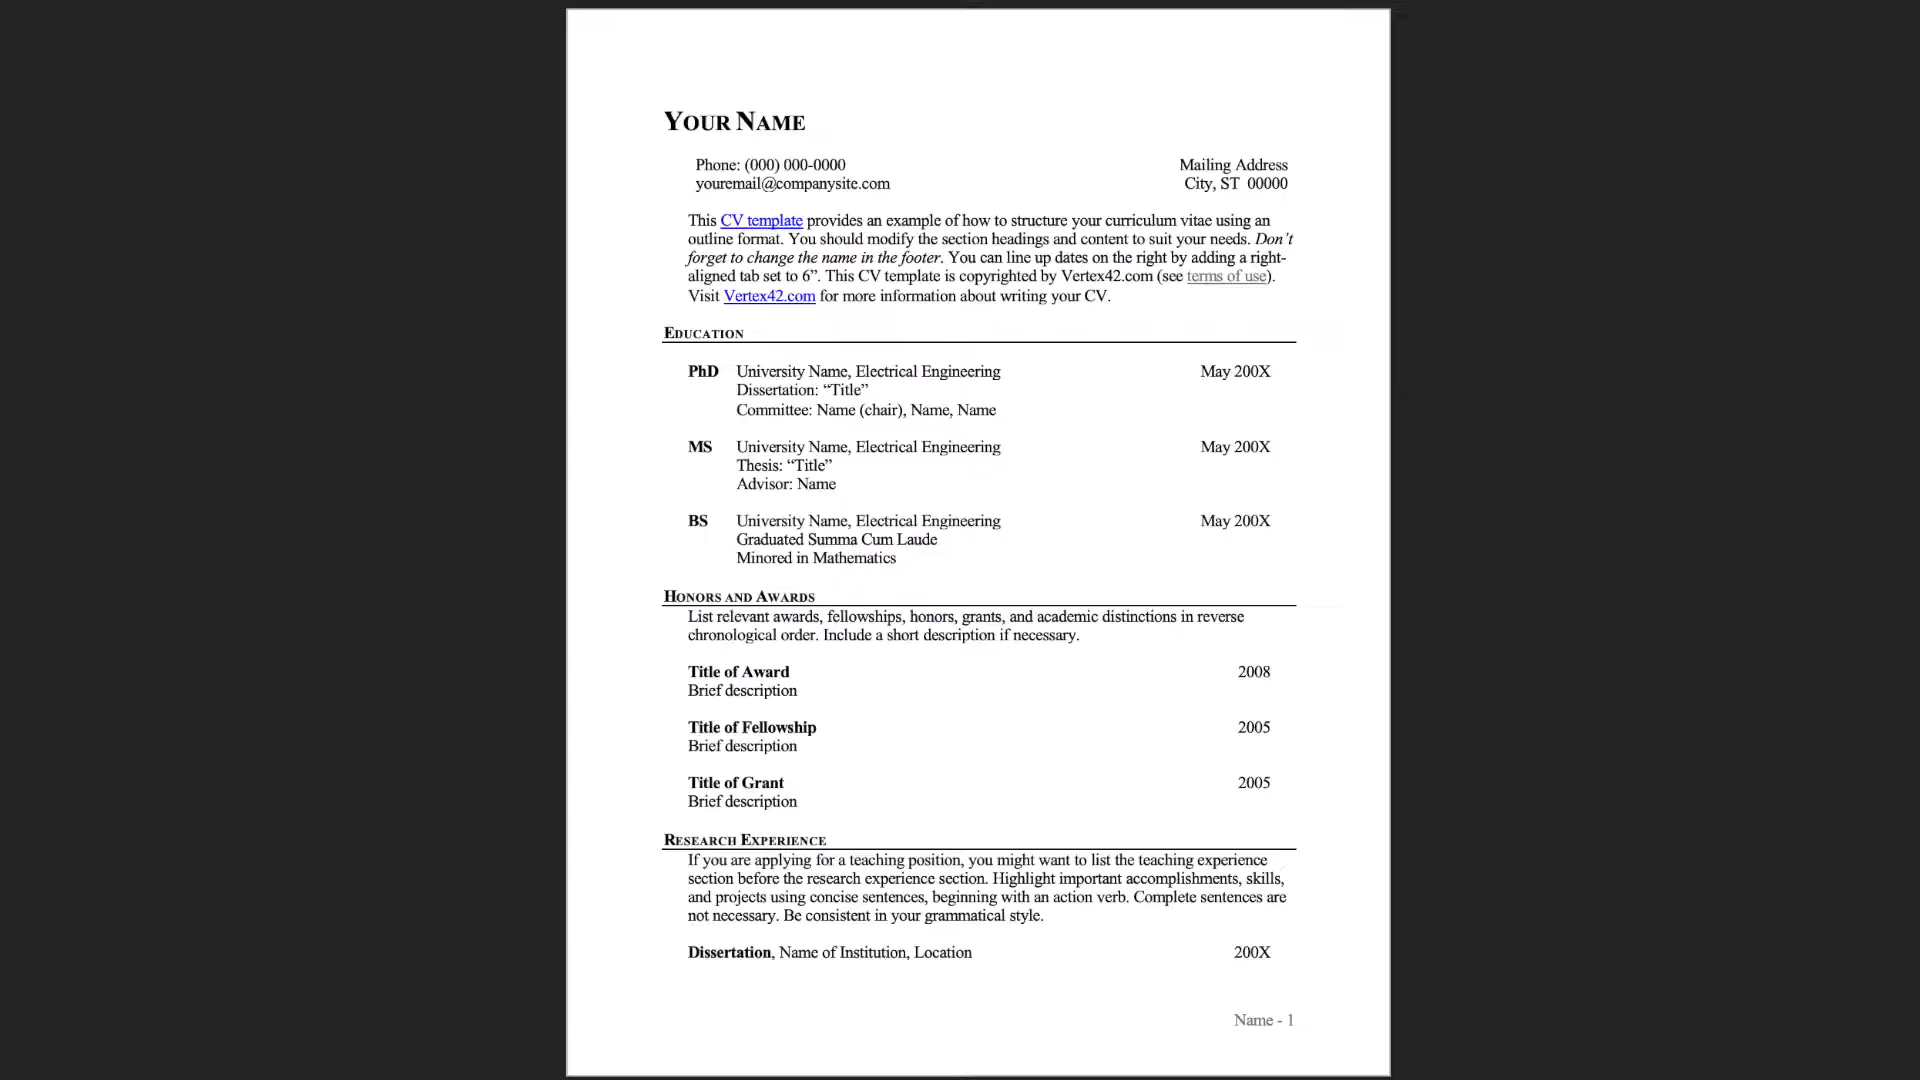 YOUR NAME
Phone: (000) 000-0000 Mailing Address
youremail@companysite.com City, ST 00000
This CV template provides an example of how to structure your curriculum vitae using an
outline format. You should modify the section headings and content to suit your needs. Don’t
forget to change the name in the footer. You can line up dates on the right by adding a right-
aligned tab set to 6”. This CV template is copyrighted by Vertex42.com (see terms of use).
Visit Vertex42.com for more information about writing your CV.
EDUCATION
PhD University Name, Electrical Engineering May 200X
Dissertation: “Title”
Committee: Name (chair), Name, Name
MS University Name, Electrical Engineering May 200X
Thesis: “Title”
Advisor: Name
BS University Name, Electrical Engineering May 200X
Graduated Summa Cum Laude
Minored in Mathematics
HONORS AND AWARDS
List relevant awards, fellowships, honors, grants, and academic distinctions in reverse
chronological order. Include a short description if necessary.
Title of Award 2008
Brief description
Title of Fellowship 2005
Brief description
Title of Grant 2005
Brief description
RESEARCH EXPERIENCE
If you are applying for a teaching position, you might want to list the teaching experience
section before the research experience section. Highlight important accomplishments, skills,
and projects using concise sentences, beginning with an action verb. Complete sentences are
not necessary. Be consistent in your grammatical style.
Dissertation, Name of Institution, Location 200X
Name - 1